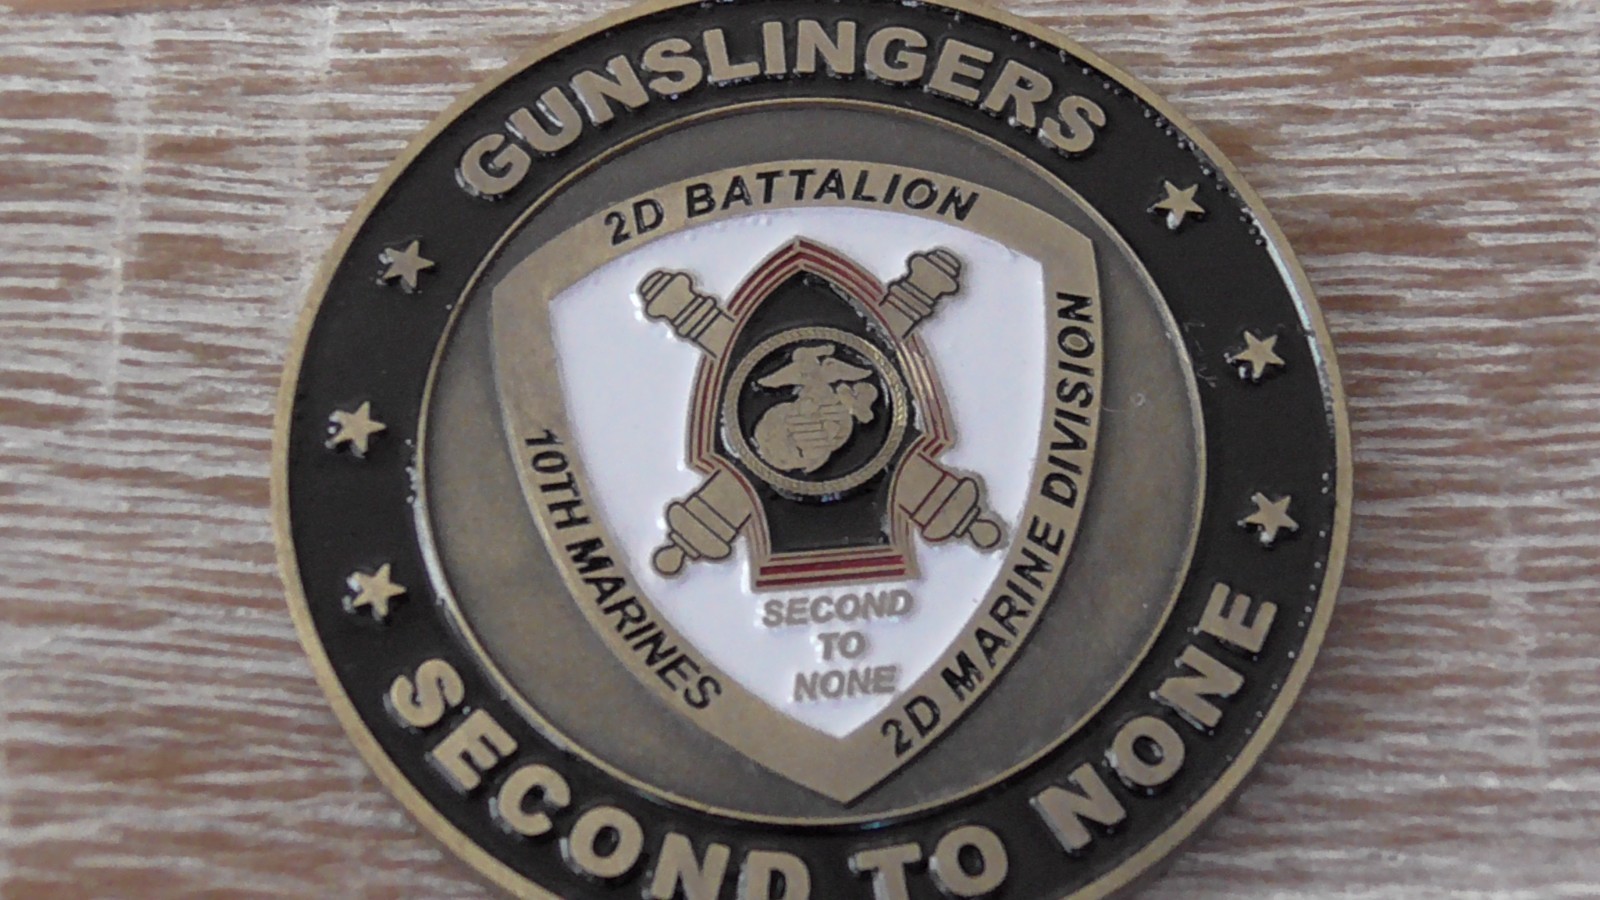 GUNSLINGERS
2D BATTALION
10TH MARINES
2D MARINE DIVISION
SECOND
TO
NONE
SECOND TO NONE